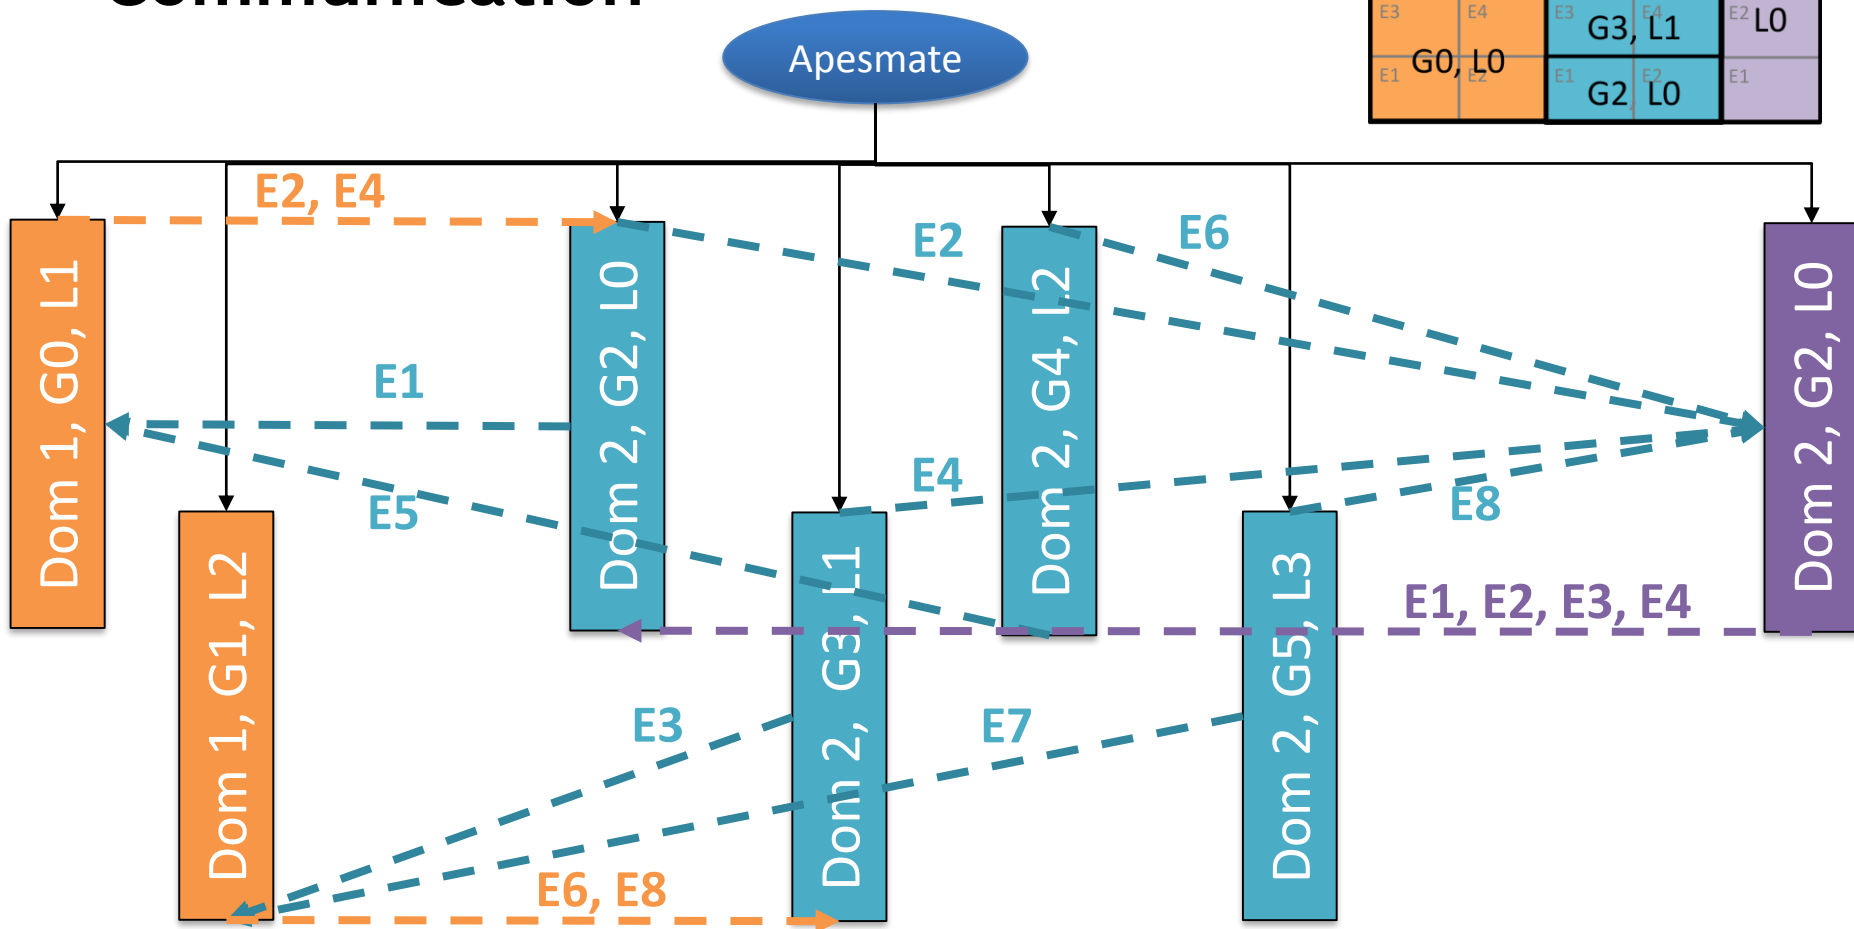 Communication
Apesmate
E3 E4 E3 E4 E2 L0
G3, L1
G0, L0
E1 E2 E1 E2 E1
G2, L0
E2, E4
E2
E6
E1
E5
E4
E8
E1, E2, E3, E4
E3
E7
E6, E8
Dom 1, G0, L1
Dom 1, G1, L2
Dom 2, G2, L0
Dom 2, G3, L1
Dom 2, G4, L2
Dom 2, G5, L3
Dom 2, G2, L0